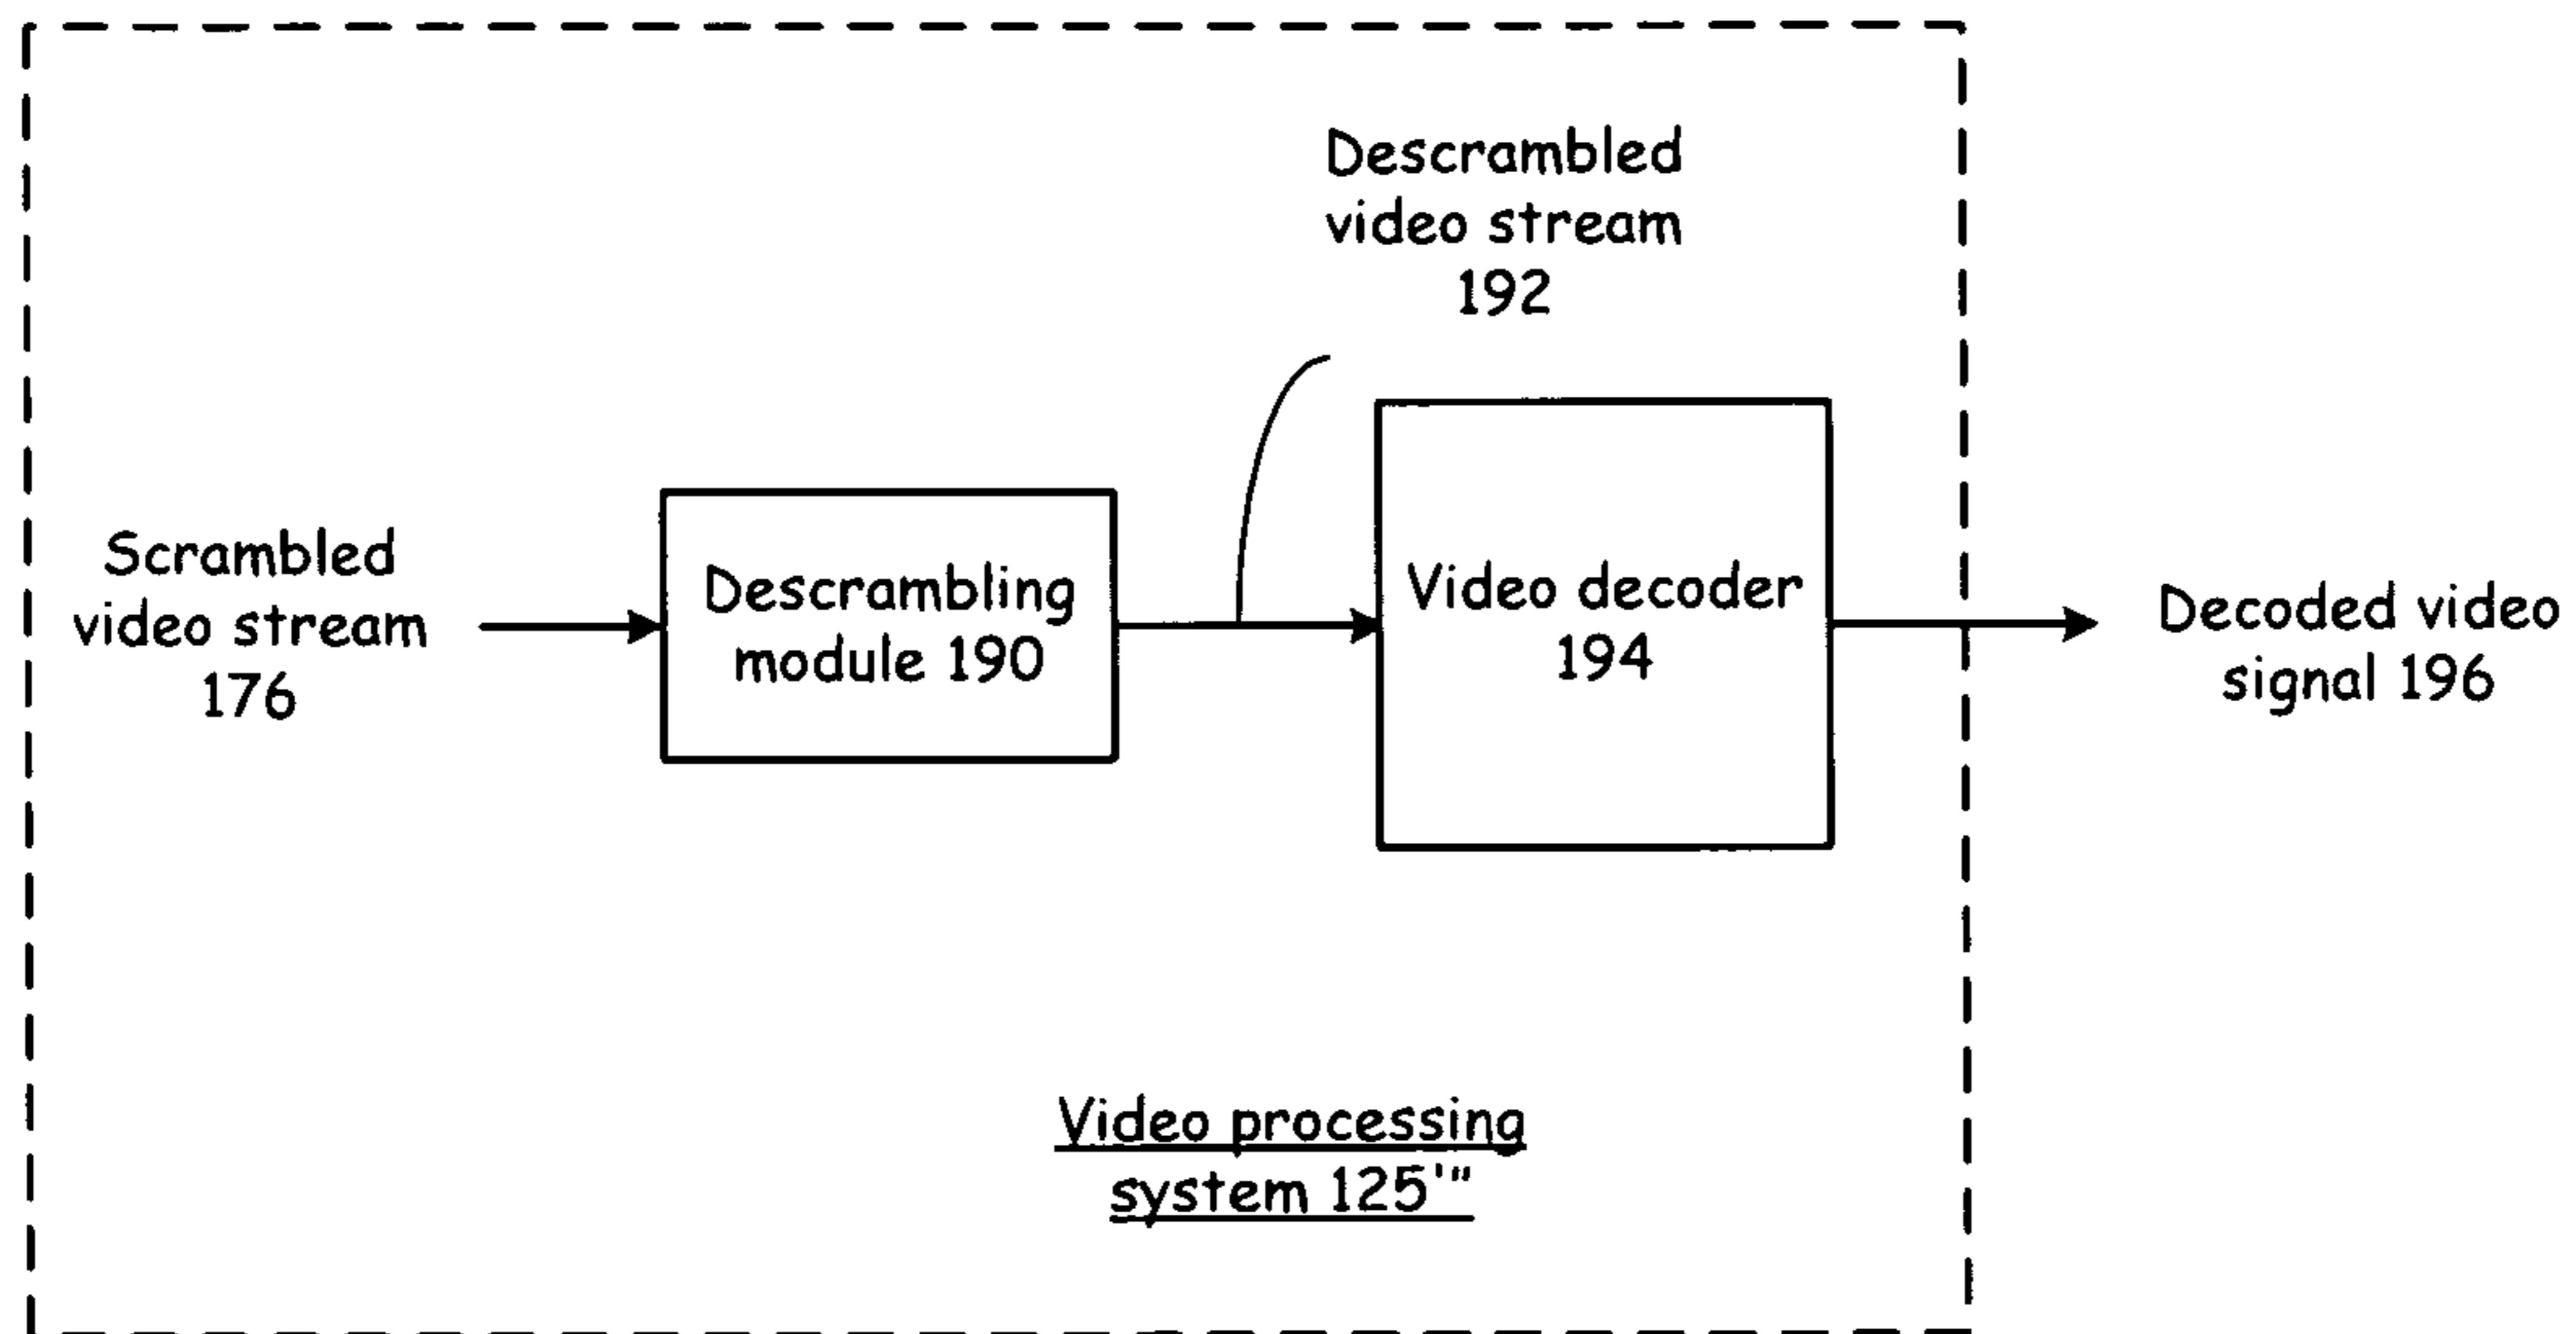 Descrambled
video stream
192
Scrambled
video stream
176
Descrambling
module 190
Video decoder
194
Decoded video
signal 196
Video processing
system 125'"